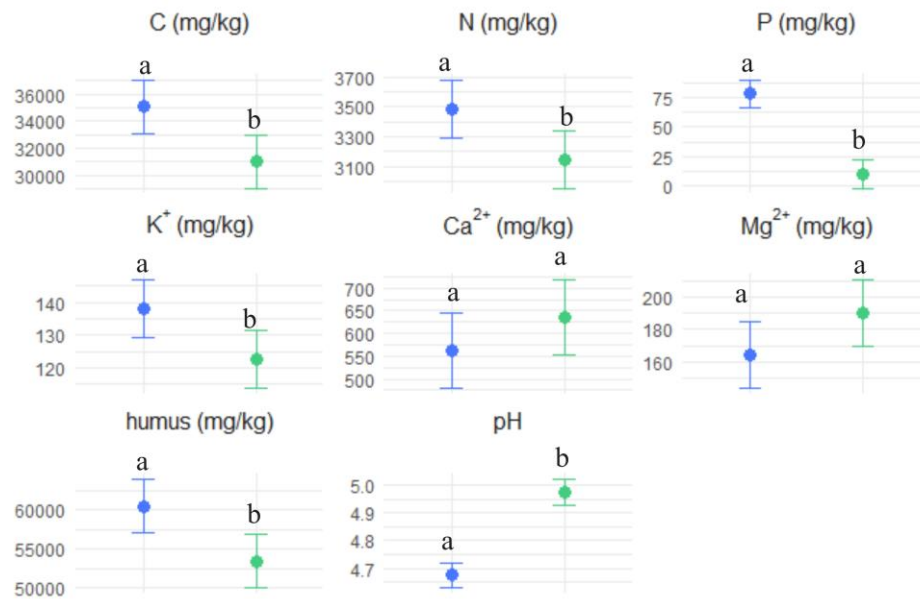 C (mg/kg)
N (mg/kg)
P (mg/kg)
a
b
36000
34000
32000
30000
a
b
3700
3500
3300
3100
a
b
75
50
25
0
K⁺ (mg/kg)
Ca²⁺ (mg/kg)
Mg²⁺ (mg/kg)
a
b
140
130
120
a
a
700
650
600
550
500
a
a
200
180
160
humus (mg/kg)
pH
a
b
60000
55000
50000
b
a
5.0
4.9
4.8
4.7